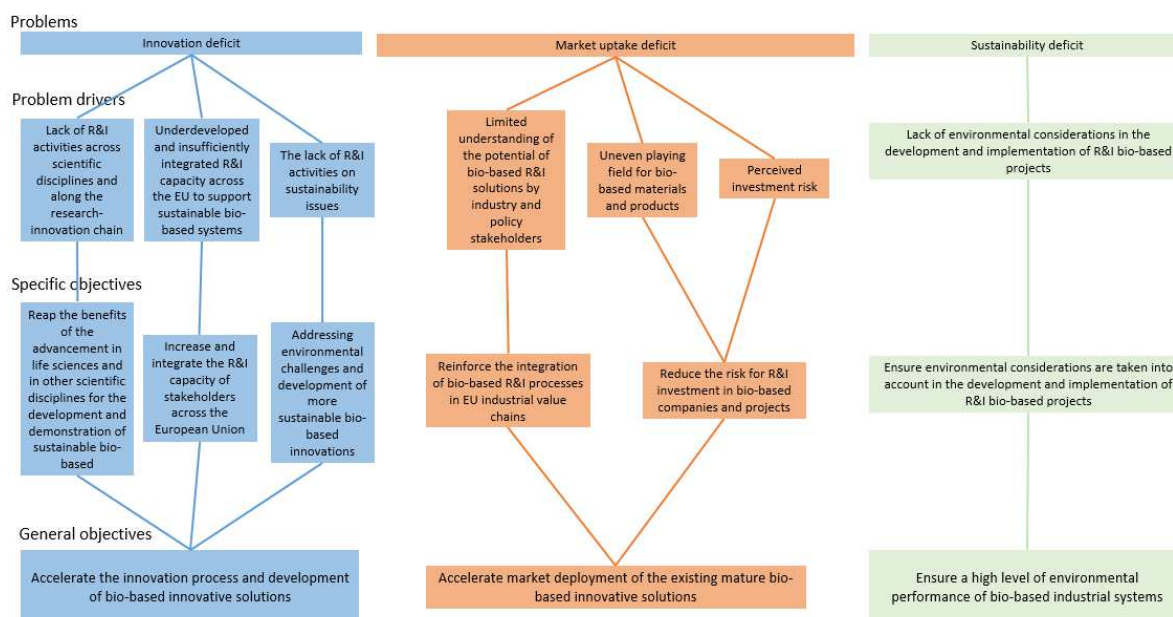 Problems
Innovation deficit
Market uptake deficit
Sustainability deficit
Problem drivers
Lack of R&I
activities across
scientific
disciplines and
along the
research-
innovation chain
Underdeveloped
and insufficiently
integrated R&I
capacity across
the EU to support
sustainable bio-
based systems
The lack of R&I
activities on
sustainability
issues
Limited
understanding of
the potential of
bio-based R&I
solutions by
industry and
policy
stakeholders
Uneven playing
field for bio-
based materials
and products
Perceived
investment risk
Lack of environmental considerations in the
development and implementation of R&I bio-based
projects
Specific objectives
Reap the benefits
of the
advancement in
life sciences and
in other scientific
disciplines for the
development and
demonstration of
sustainable bio-
based
Increase and
integrate the R&I
capacity of
stakeholders
across the
European Union
Addressing
environmental
challenges and
development of
more
sustainable bio-
based
innovations
Reinforce the integration
of bio-based R&I processes
in EU industrial value
chains
Reduce the risk for R&I
investment in bio-based
companies and projects
Ensure environmental considerations are taken into
account in the development and implementation of
R&I bio-based projects
General objectives
Accelerate the innovation process and development
of bio-based innovative solutions
Accelerate market deployment of the existing mature bio-
based innovative solutions
Ensure a high level of environmental
performance of bio-based industrial systems